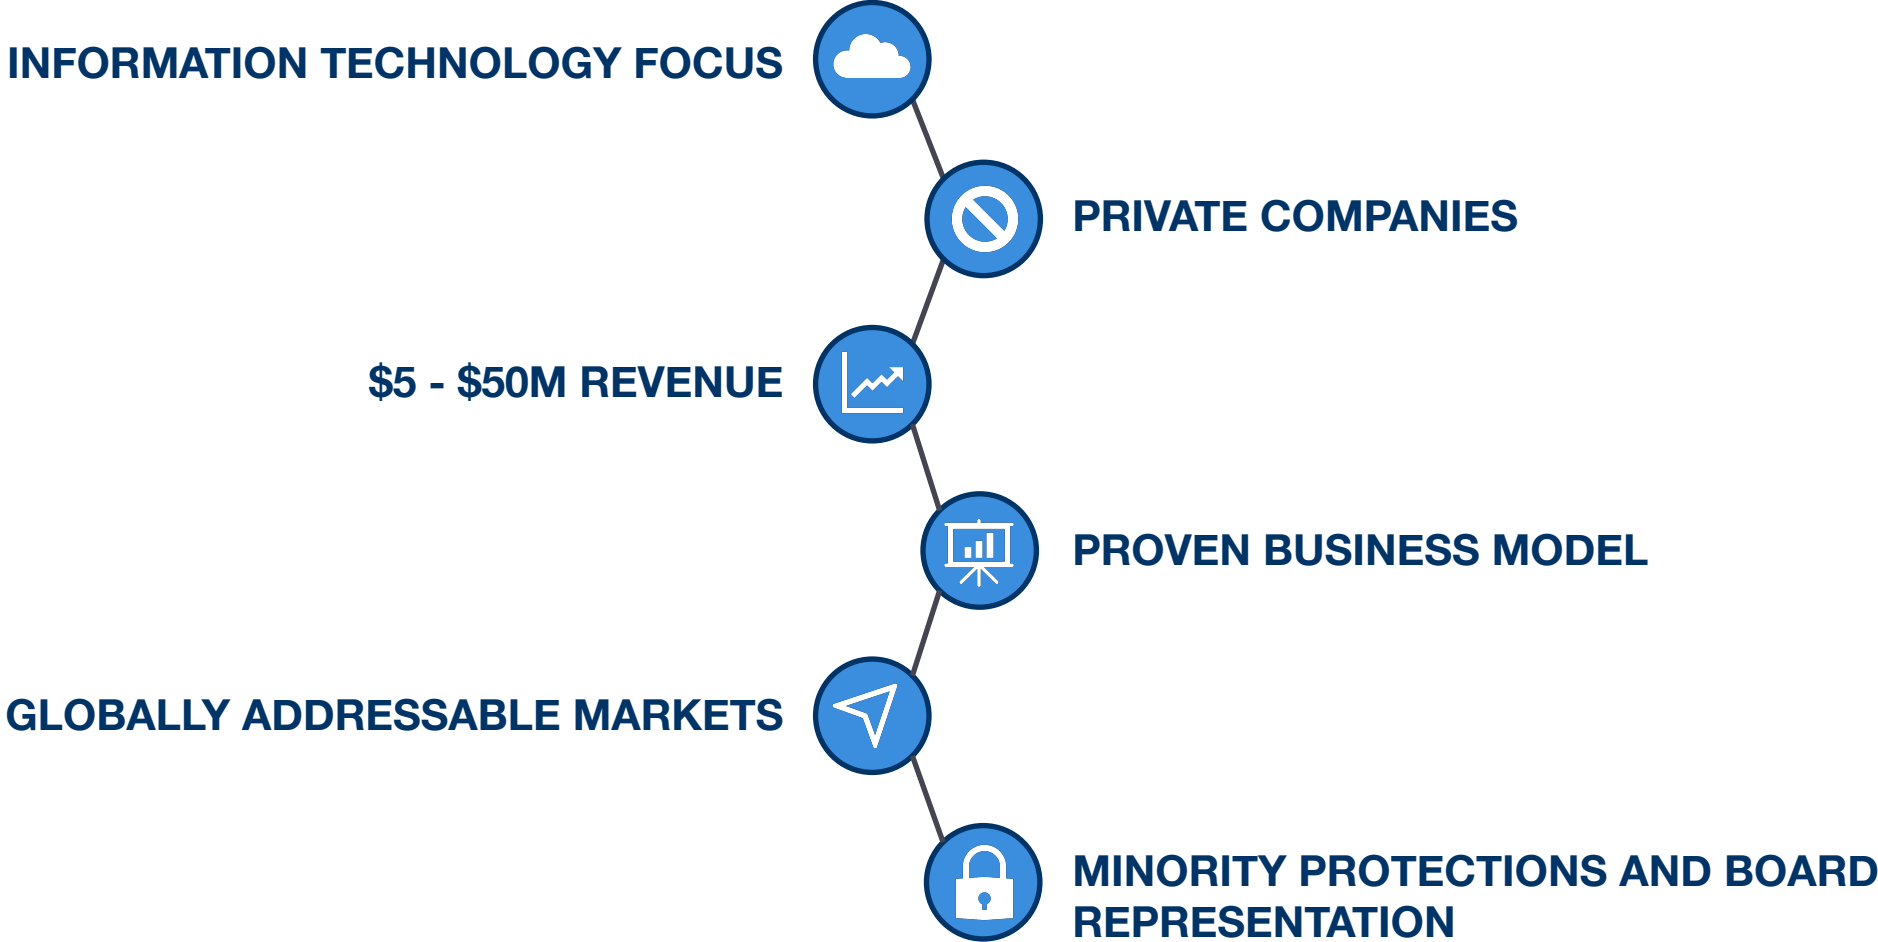 INFORMATION TECHNOLOGY FOCUS
PRIVATE COMPANIES
$5 - $50M REVENUE
PROVEN BUSINESS MODEL
GLOBALLY ADDRESSABLE MARKETS
MINORITY PROTECTIONS AND BOARD
REPRESENTATION